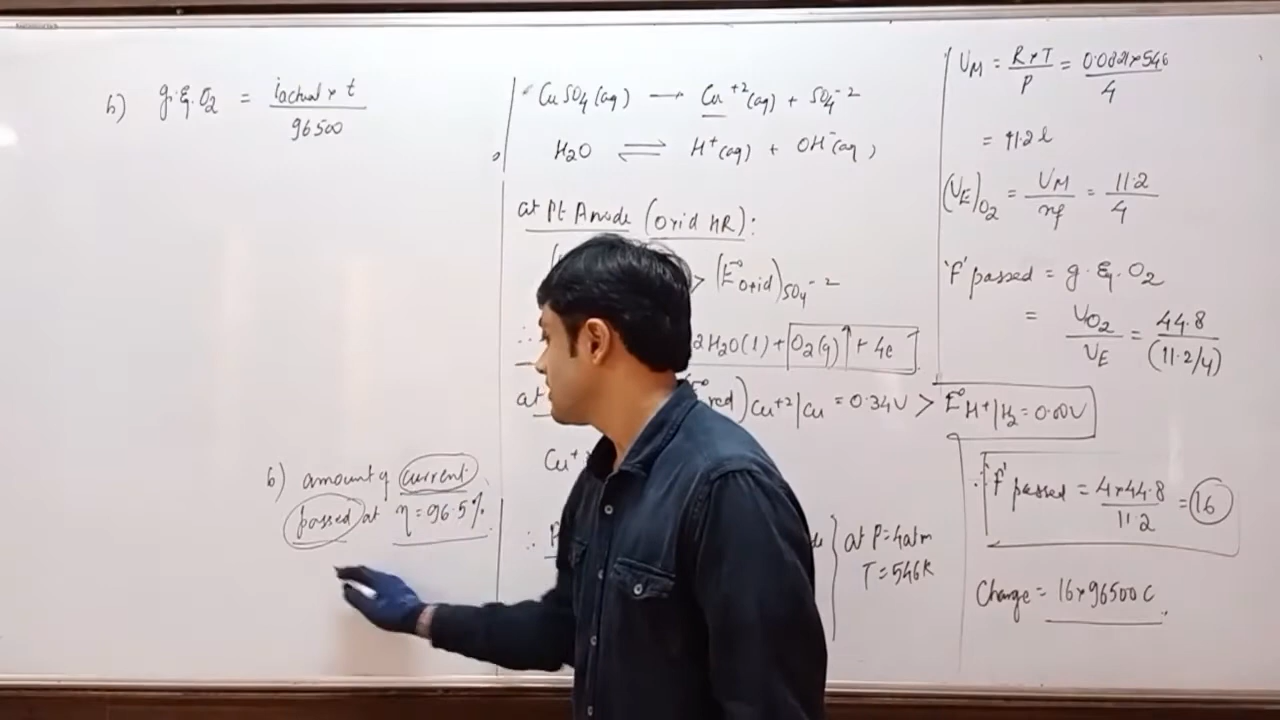 b) g.Eq.O2 = iactual × t / 96500
6) amount of current
passed at η = 96.5%.
CuSO4(aq) → Cu+2(aq) + SO4-2
H2O ⇌ H+(aq) + OH-(aq)
at Pt Anode (Oxid HR):
> (E°oxid)SO4-2
∴
2H2O(l) + O2(g)↑ + 4e
at
red)Cu+2/Cu = 0.34V > E°H+/H2 = 0.00V
Cu+
∴ P
at P = 4atm
T = 546K
VM = R×T/P = 0.0821×546/4
= 11.2 l
(VE)O2 = VM/nf = 11.2/4
'F' passed = g.Eq.O2
= VO2/VE = 44.8/(11.2/4)
∴ 'F' passed = 4×44.8/11.2 = 16
Charge = 16×96500 C